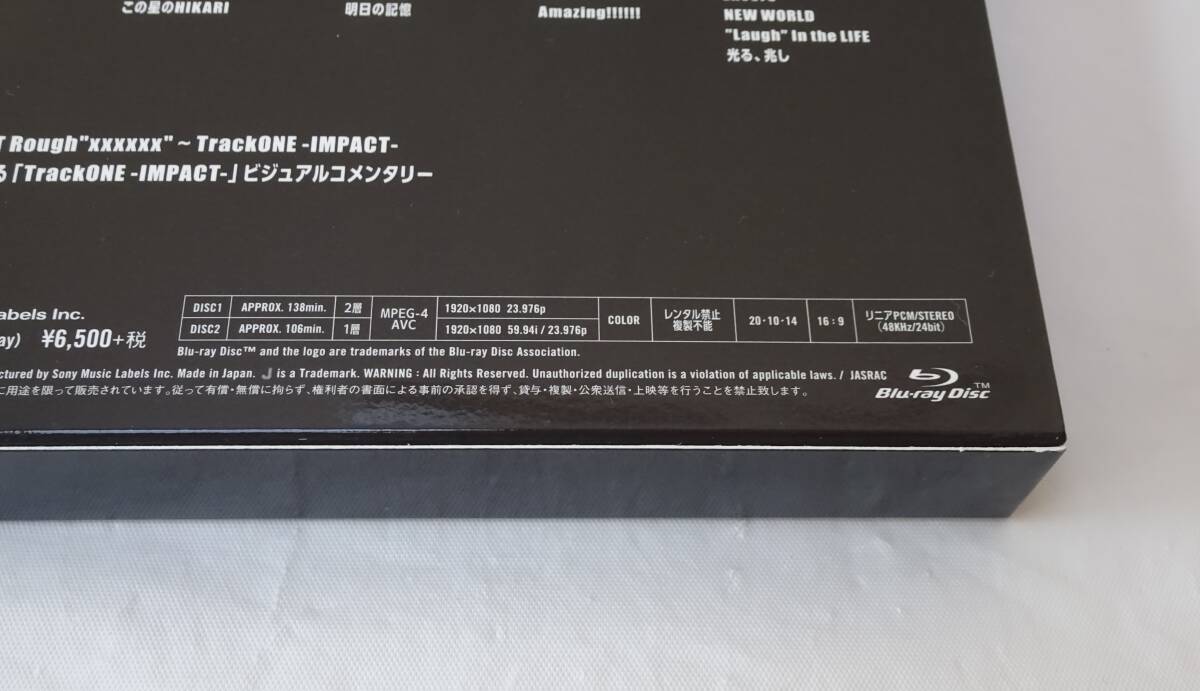 この星のHIKARI
明日の記憶
Amazing!!!!!!
NEW WORLD
"Laugh" In the LIFE
光る、兆し
T Rough"xxxxxx" ~ TrackONE -IMPACT-
る「TrackONE -IMPACT-」ビジュアルコメンタリー
abels Inc.
ay) ¥6,500+税
DISC1 APPROX. 138min. 2層 MPEG-4 AVC 1920×1080 23.976p COLOR レンタル禁止 複製不能 20・10・14 16:9 リニアPCM/STEREO (48KHz/24bit)
DISC2 APPROX. 106min. 1層 1920×1080 59.94i / 23.976p
Blu-ray Disc™ and the logo are trademarks of the Blu-ray Disc Association.
ctured by Sony Music Labels Inc. Made in Japan. J is a Trademark. WARNING : All Rights Reserved. Unauthorized duplication is a violation of applicable laws. / JASRAC
に用途を限って販売されています。従って有償・無償に拘らず、権利者の書面による事前の承認を得ず、貸与・複製・公衆送信・上映等を行うことを禁止致します。
Blu-ray Disc™